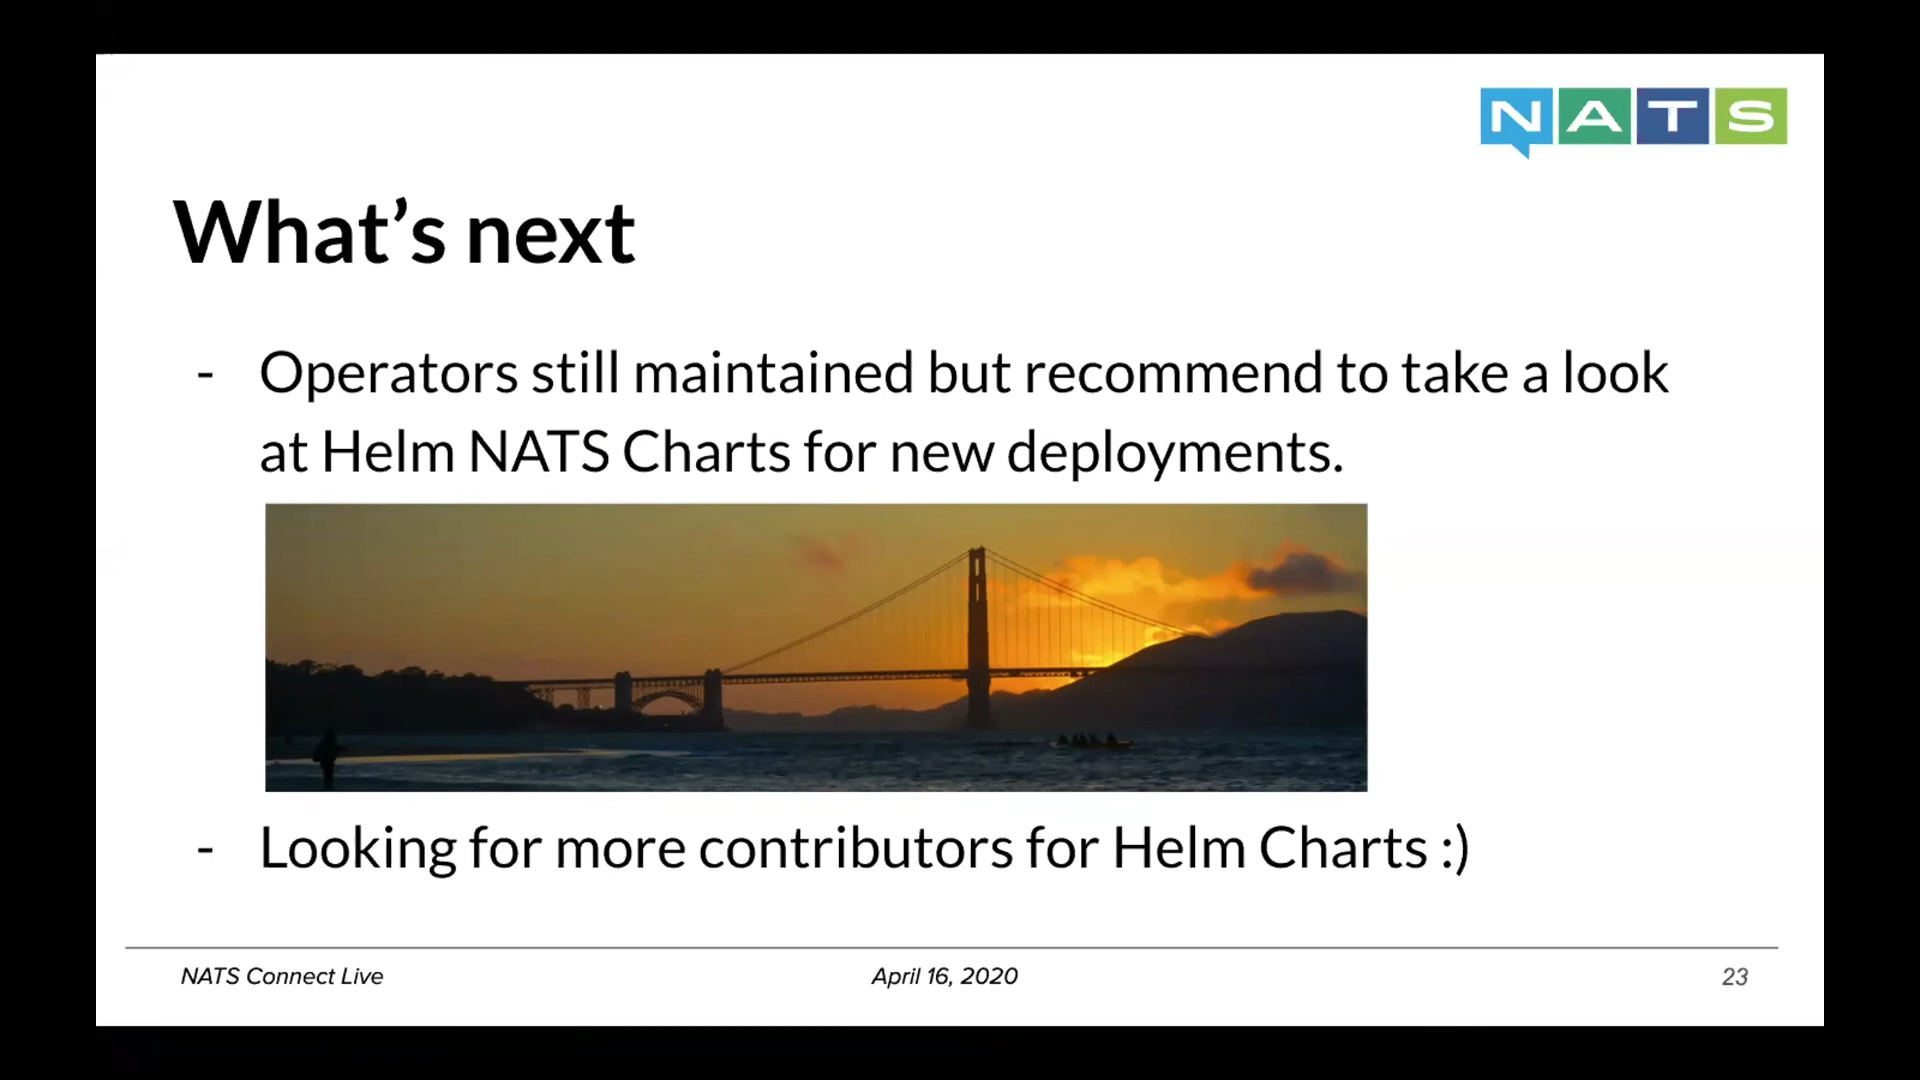 NATS
What's next
- Operators still maintained but recommend to take a look
at Helm NATS Charts for new deployments.
- Looking for more contributors for Helm Charts :)
NATS Connect Live
April 16, 2020
23